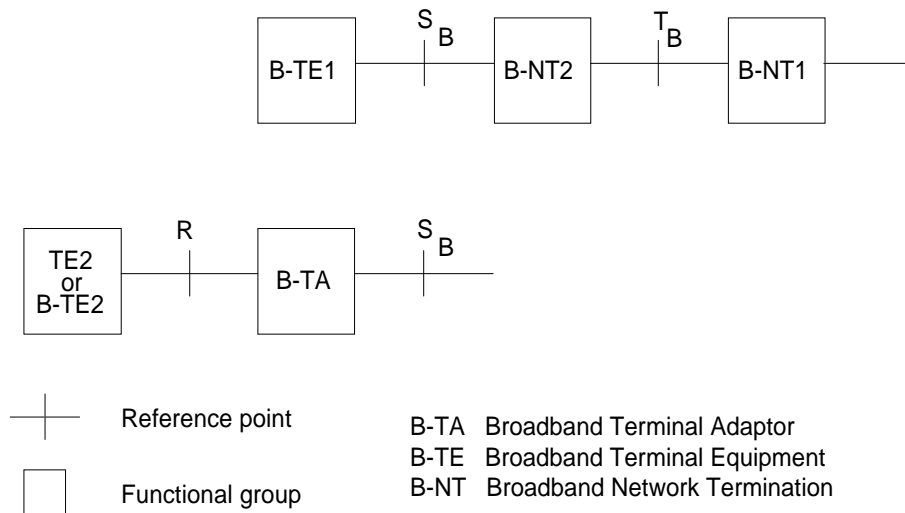 S B
T B
B-TE1
B-NT2
B-NT1
R
S B
TE2
or
B-TE2
B-TA
Reference point
Functional group
B-TA Broadband Terminal Adaptor
B-TE Broadband Terminal Equipment
B-NT Broadband Network Termination